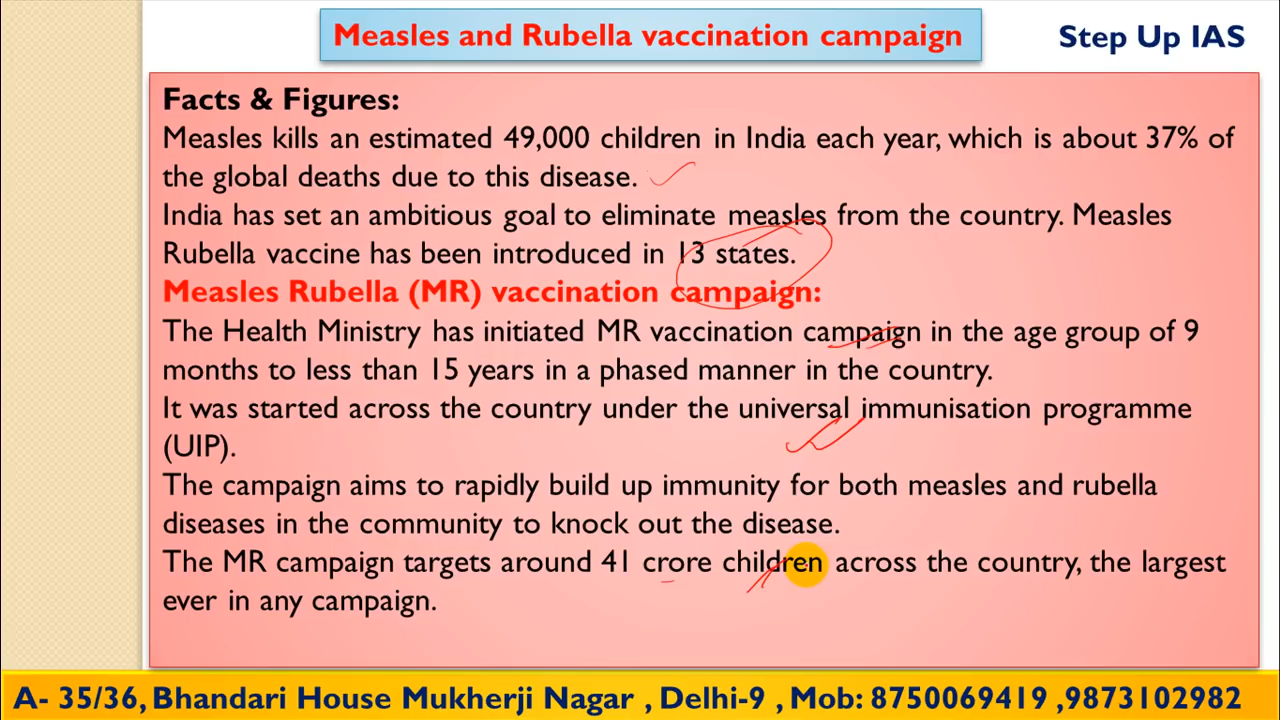 Measles and Rubella vaccination campaign
Step Up IAS
Facts & Figures:
Measles kills an estimated 49,000 children in India each year, which is about 37% of
the global deaths due to this disease.
India has set an ambitious goal to eliminate measles from the country. Measles
Rubella vaccine has been introduced in 13 states.
Measles Rubella (MR) vaccination campaign:
The Health Ministry has initiated MR vaccination campaign in the age group of 9
months to less than 15 years in a phased manner in the country.
It was started across the country under the universal immunisation programme
(UIP).
The campaign aims to rapidly build up immunity for both measles and rubella
diseases in the community to knock out the disease.
The MR campaign targets around 41 crore children across the country, the largest
ever in any campaign.
A- 35/36, Bhandari House Mukherji Nagar , Delhi-9 , Mob: 8750069419 ,9873102982